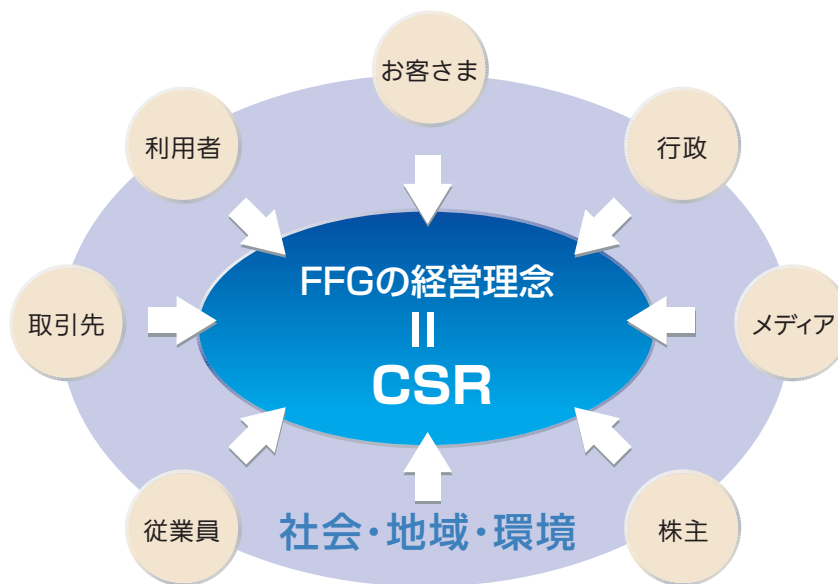 お客さま
利用者
行政
FFGの経営理念
=
CSR
取引先
メディア
従業員
社会・地域・環境
株主